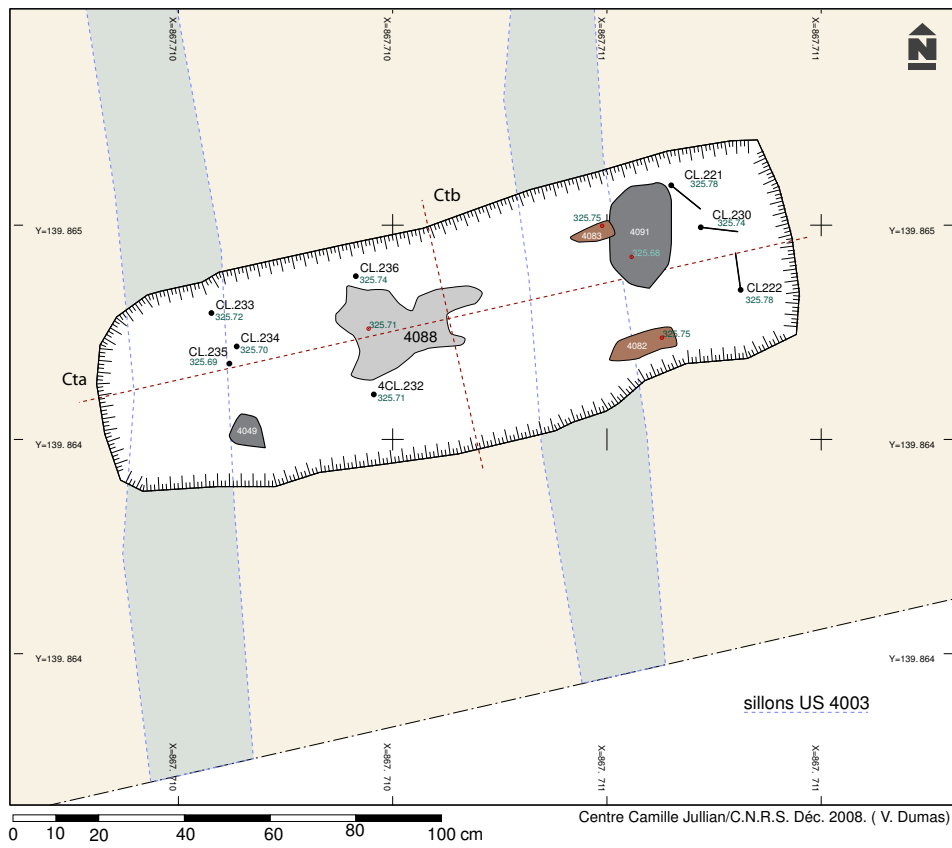 X=867.710
X=867.710
X=867.711
X=867.711
N
Ctb
CL.221
325.78
CL.230
325.74
325.75
4083
4091
325.68
Y=139.865
Y=139.865
CL222
325.78
CL.236
325.74
CL.233
325.72
325.71
4088
325.75
4082
CL.234
325.70
CL.235
325.69
Cta
4CL.232
325.71
4049
Y=139.864
Y=139.864
Y=139.864
Y=139.864
sillons US 4003
X=867. 710
X=867. 710
X=867. 711
X=867. 711
0 10 20 40 60 80 100 cm
Centre Camille Jullian/C.N.R.S. Déc. 2008. ( V. Dumas)